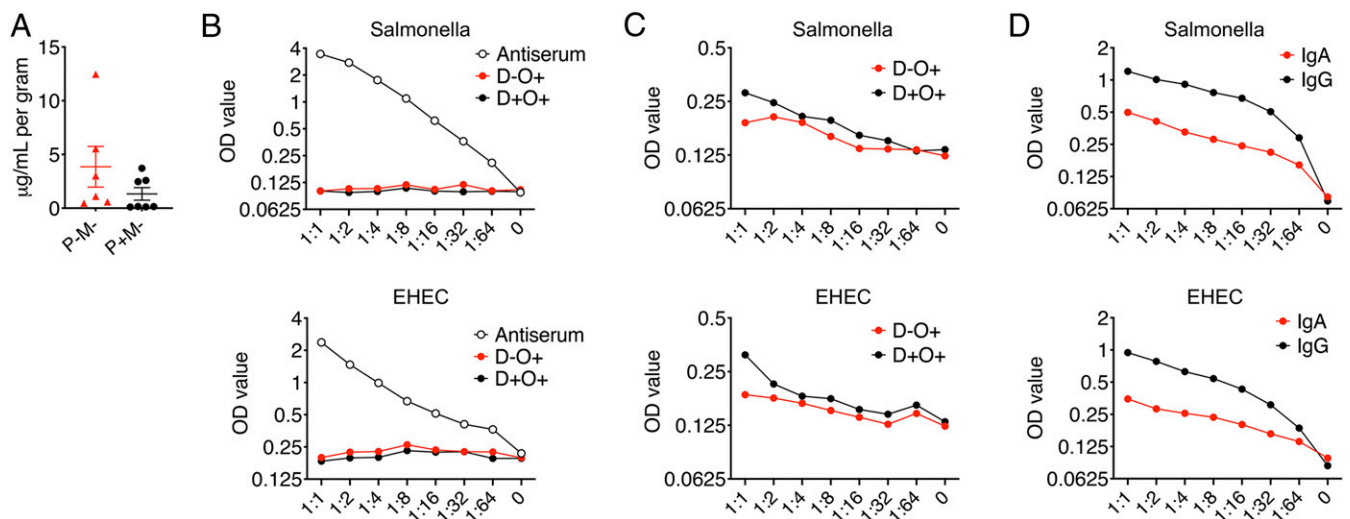 A
µg/mL per gram
15
10
5
0
P-M-
P+M-
B
Salmonella
OD value
4
2
1
0.5
0.25
0.125
0.0625
Antiserum
D-O+
D+O+
1:1
1:2
1:4
1:8
1:16
1:32
1:64
0
EHEC
OD value
4
2
1
0.5
0.25
0.125
Antiserum
D-O+
D+O+
1:1
1:2
1:4
1:8
1:16
1:32
1:64
0
C
Salmonella
OD value
0.5
0.25
0.125
0.0625
D-O+
D+O+
1:1
1:2
1:4
1:8
1:16
1:32
1:64
0
EHEC
OD value
0.5
0.25
0.125
0.0625
D-O+
D+O+
1:1
1:2
1:4
1:8
1:16
1:32
1:64
0
D
Salmonella
OD value
2
1
0.5
0.25
0.125
0.0625
IgA
IgG
1:1
1:2
1:4
1:8
1:16
1:32
1:64
0
EHEC
OD value
2
1
0.5
0.25
0.125
0.0625
IgA
IgG
1:1
1:2
1:4
1:8
1:16
1:32
1:64
0